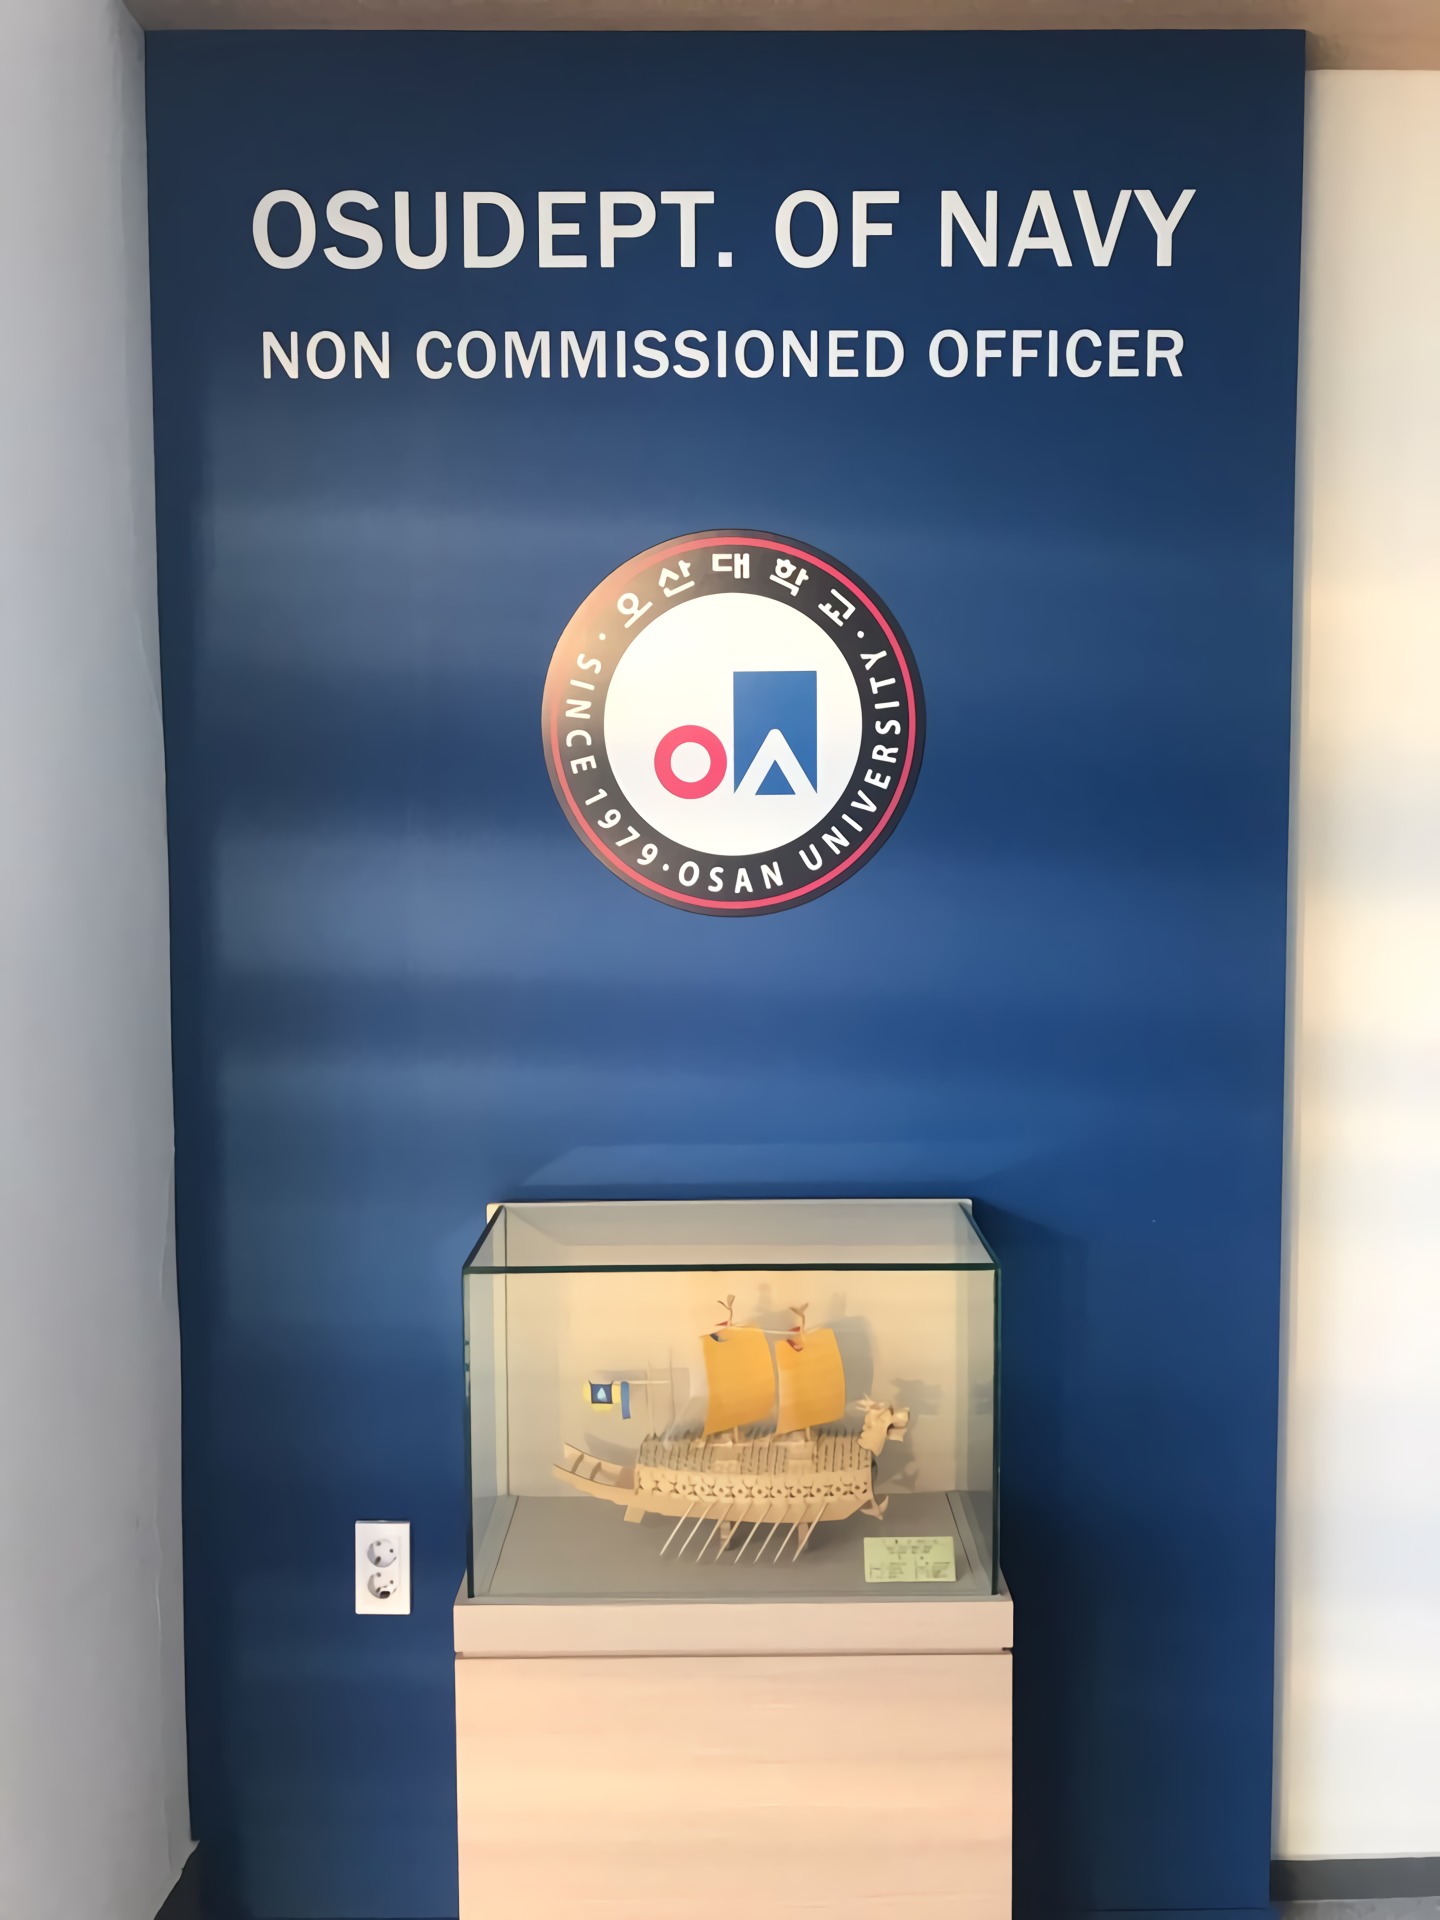 OSUDEPT. OF NAVY
NON COMMISSIONED OFFICER
오산대학교
SINCE 1979·OSAN UNIVERSITY